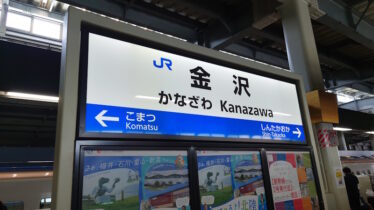 JR
金沢
かなざわ Kanazawa
こまつ
Komatsu
しんたかおか
Shin-Takaoka